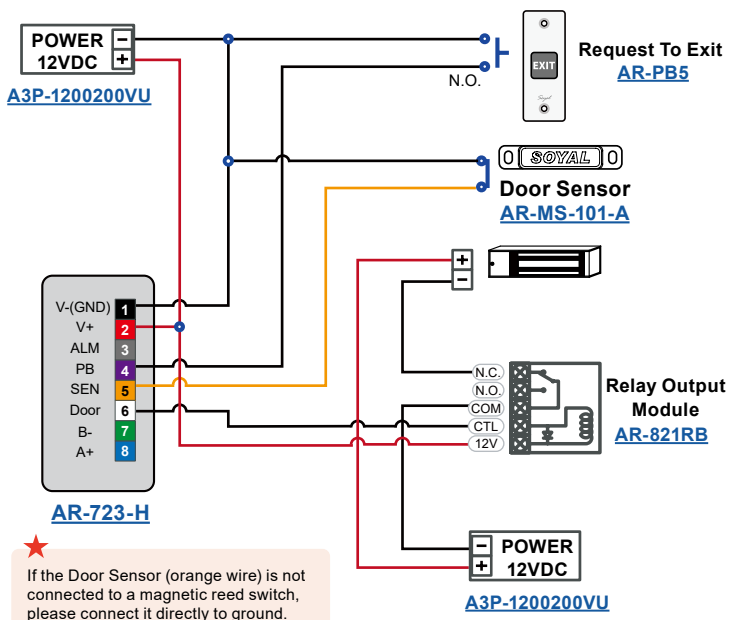 POWER −
12VDC +
A3P-1200200VU
N.O.
EXIT
Soyal
Request To Exit
AR-PB5
SOYAL
Door Sensor
AR-MS-101-A
+
−
V-(GND) 1
V+ 2
ALM 3
PB 4
SEN 5
Door 6
B- 7
A+ 8
AR-723-H
N.C.
N.O.
COM
CTL
12V
Relay Output
Module
AR-821RB
− POWER
+ 12VDC
A3P-1200200VU
If the Door Sensor (orange wire) is not
connected to a magnetic reed switch,
please connect it directly to ground.